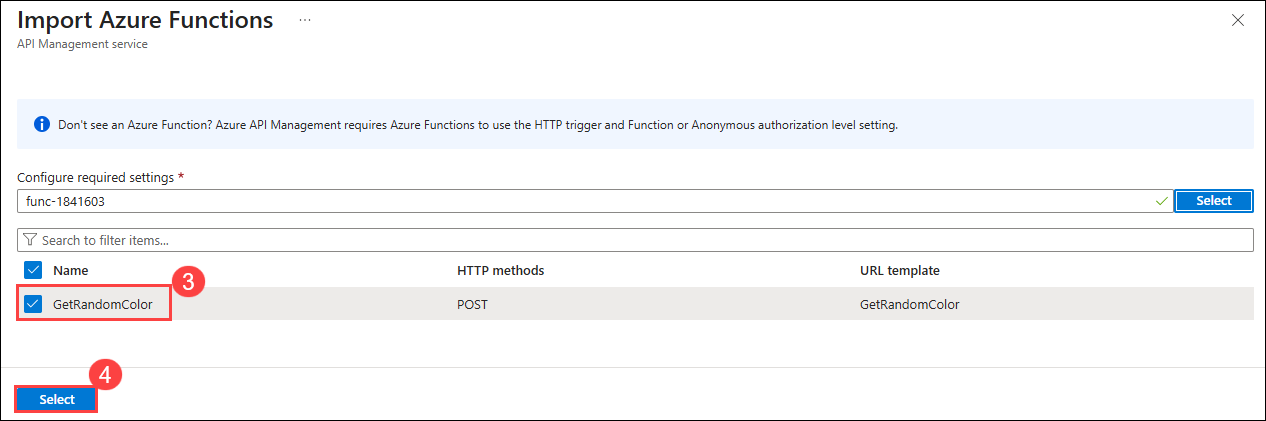 Import Azure Functions ...
API Management service
Don't see an Azure Function? Azure API Management requires Azure Functions to use the HTTP trigger and Function or Anonymous authorization level setting.
Configure required settings *
func-1841603 Select
Search to filter items...
Name HTTP methods URL template
3
GetRandomColor POST GetRandomColor
4
Select